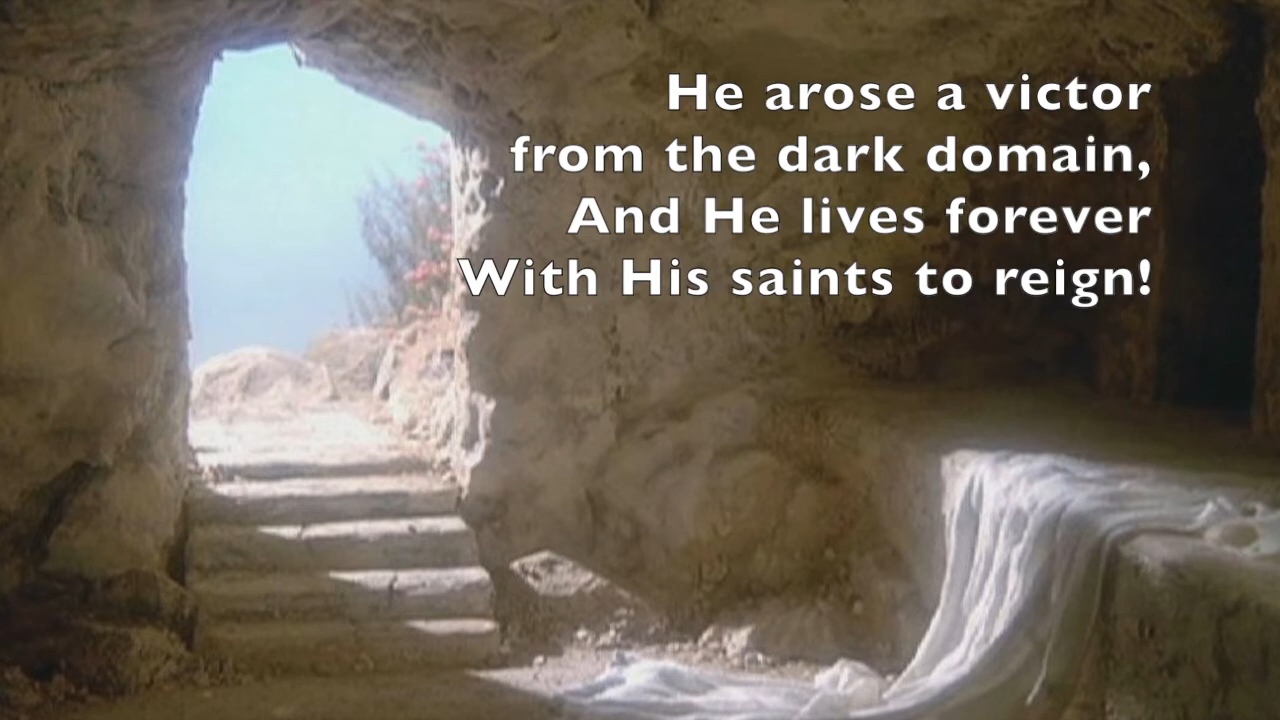 He arose a victor
from the dark domain,
And He lives forever
With His saints to reign!